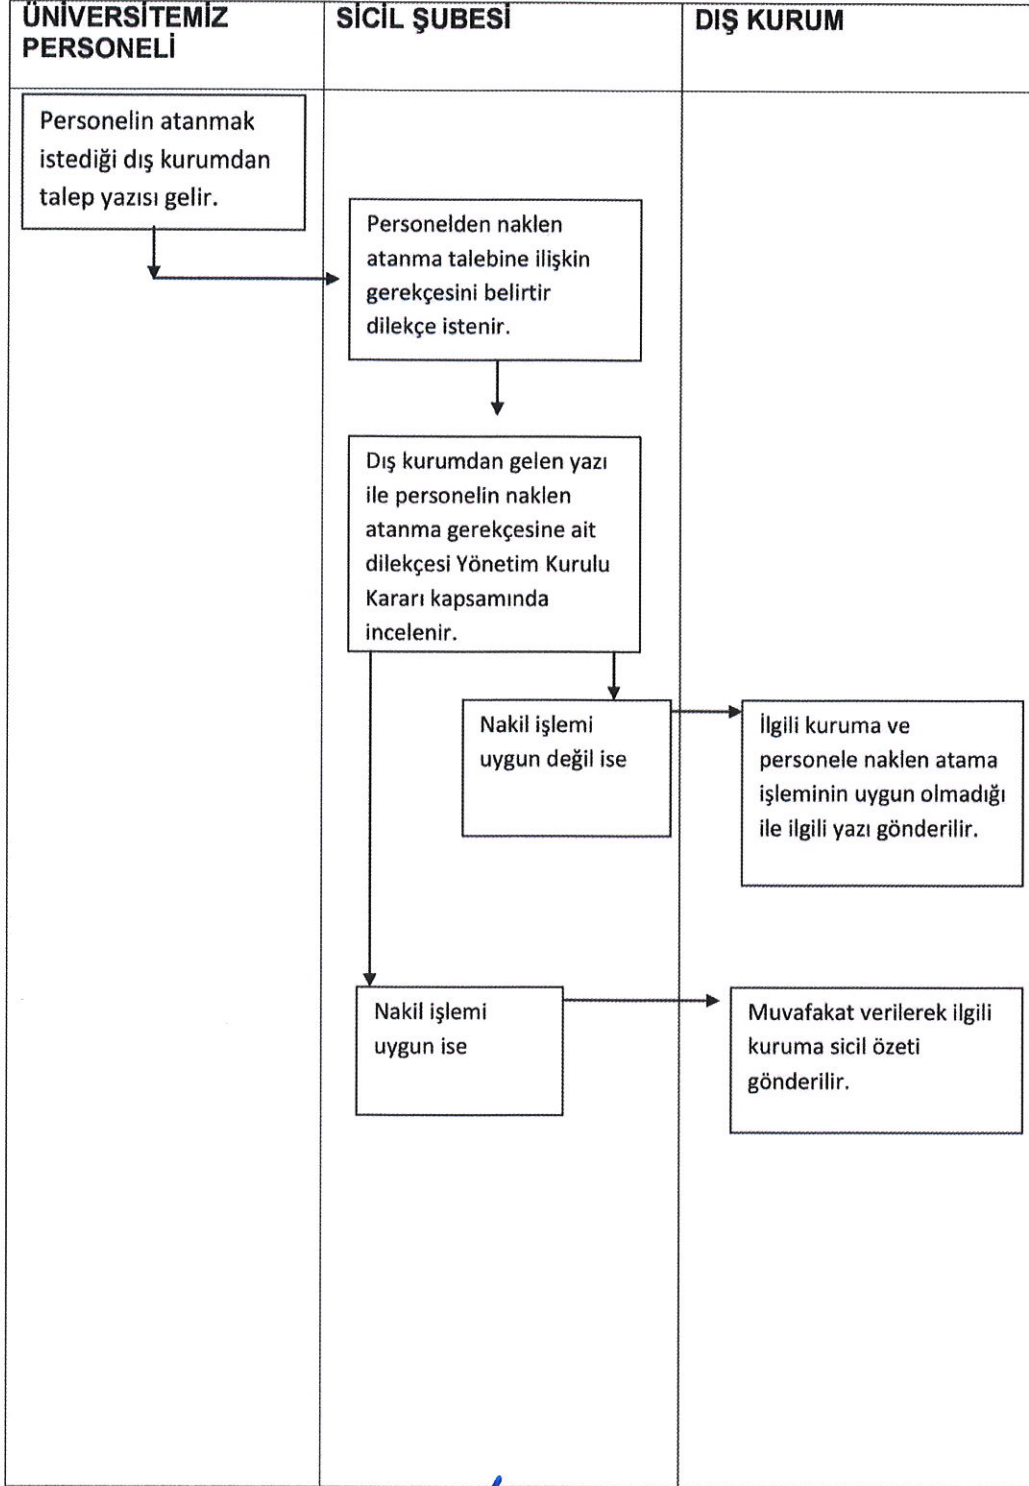 ÜNİVERSİTEMİZ
PERSONELİ
SİCİL ŞUBESİ
DIŞ KURUM
Personelin atanmak
istediği dış kurumdan
talep yazısı gelir.
Personelden naklen
atanma talebine ilişkin
gerekçesini belirtir
dilekçe istenir.
Dış kurumdan gelen yazı
ile personelin naklen
atanma gerekçesine ait
dilekçesi Yönetim Kurulu
Kararı kapsamında
incelenir.
Nakil işlemi
uygun değil ise
İlgili kuruma ve
personele naklen atama
işleminin uygun olmadığı
ile ilgili yazı gönderilir.
Nakil işlemi
uygun ise
Muvafakat verilerek ilgili
kuruma sicil özeti
gönderilir.